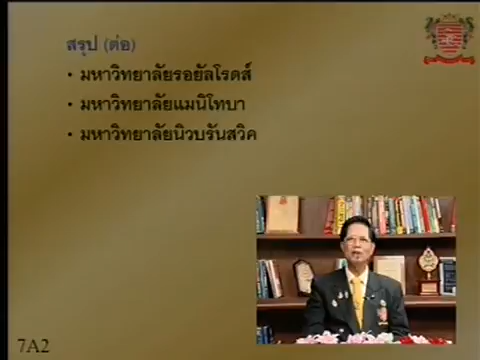 สรุป (ต่อ)
• มหาวิทยาลัยรอยัลโรดส์
• มหาวิทยาลัยแมนิโทบา
• มหาวิทยาลัยนิวบรันสวิค
7A2